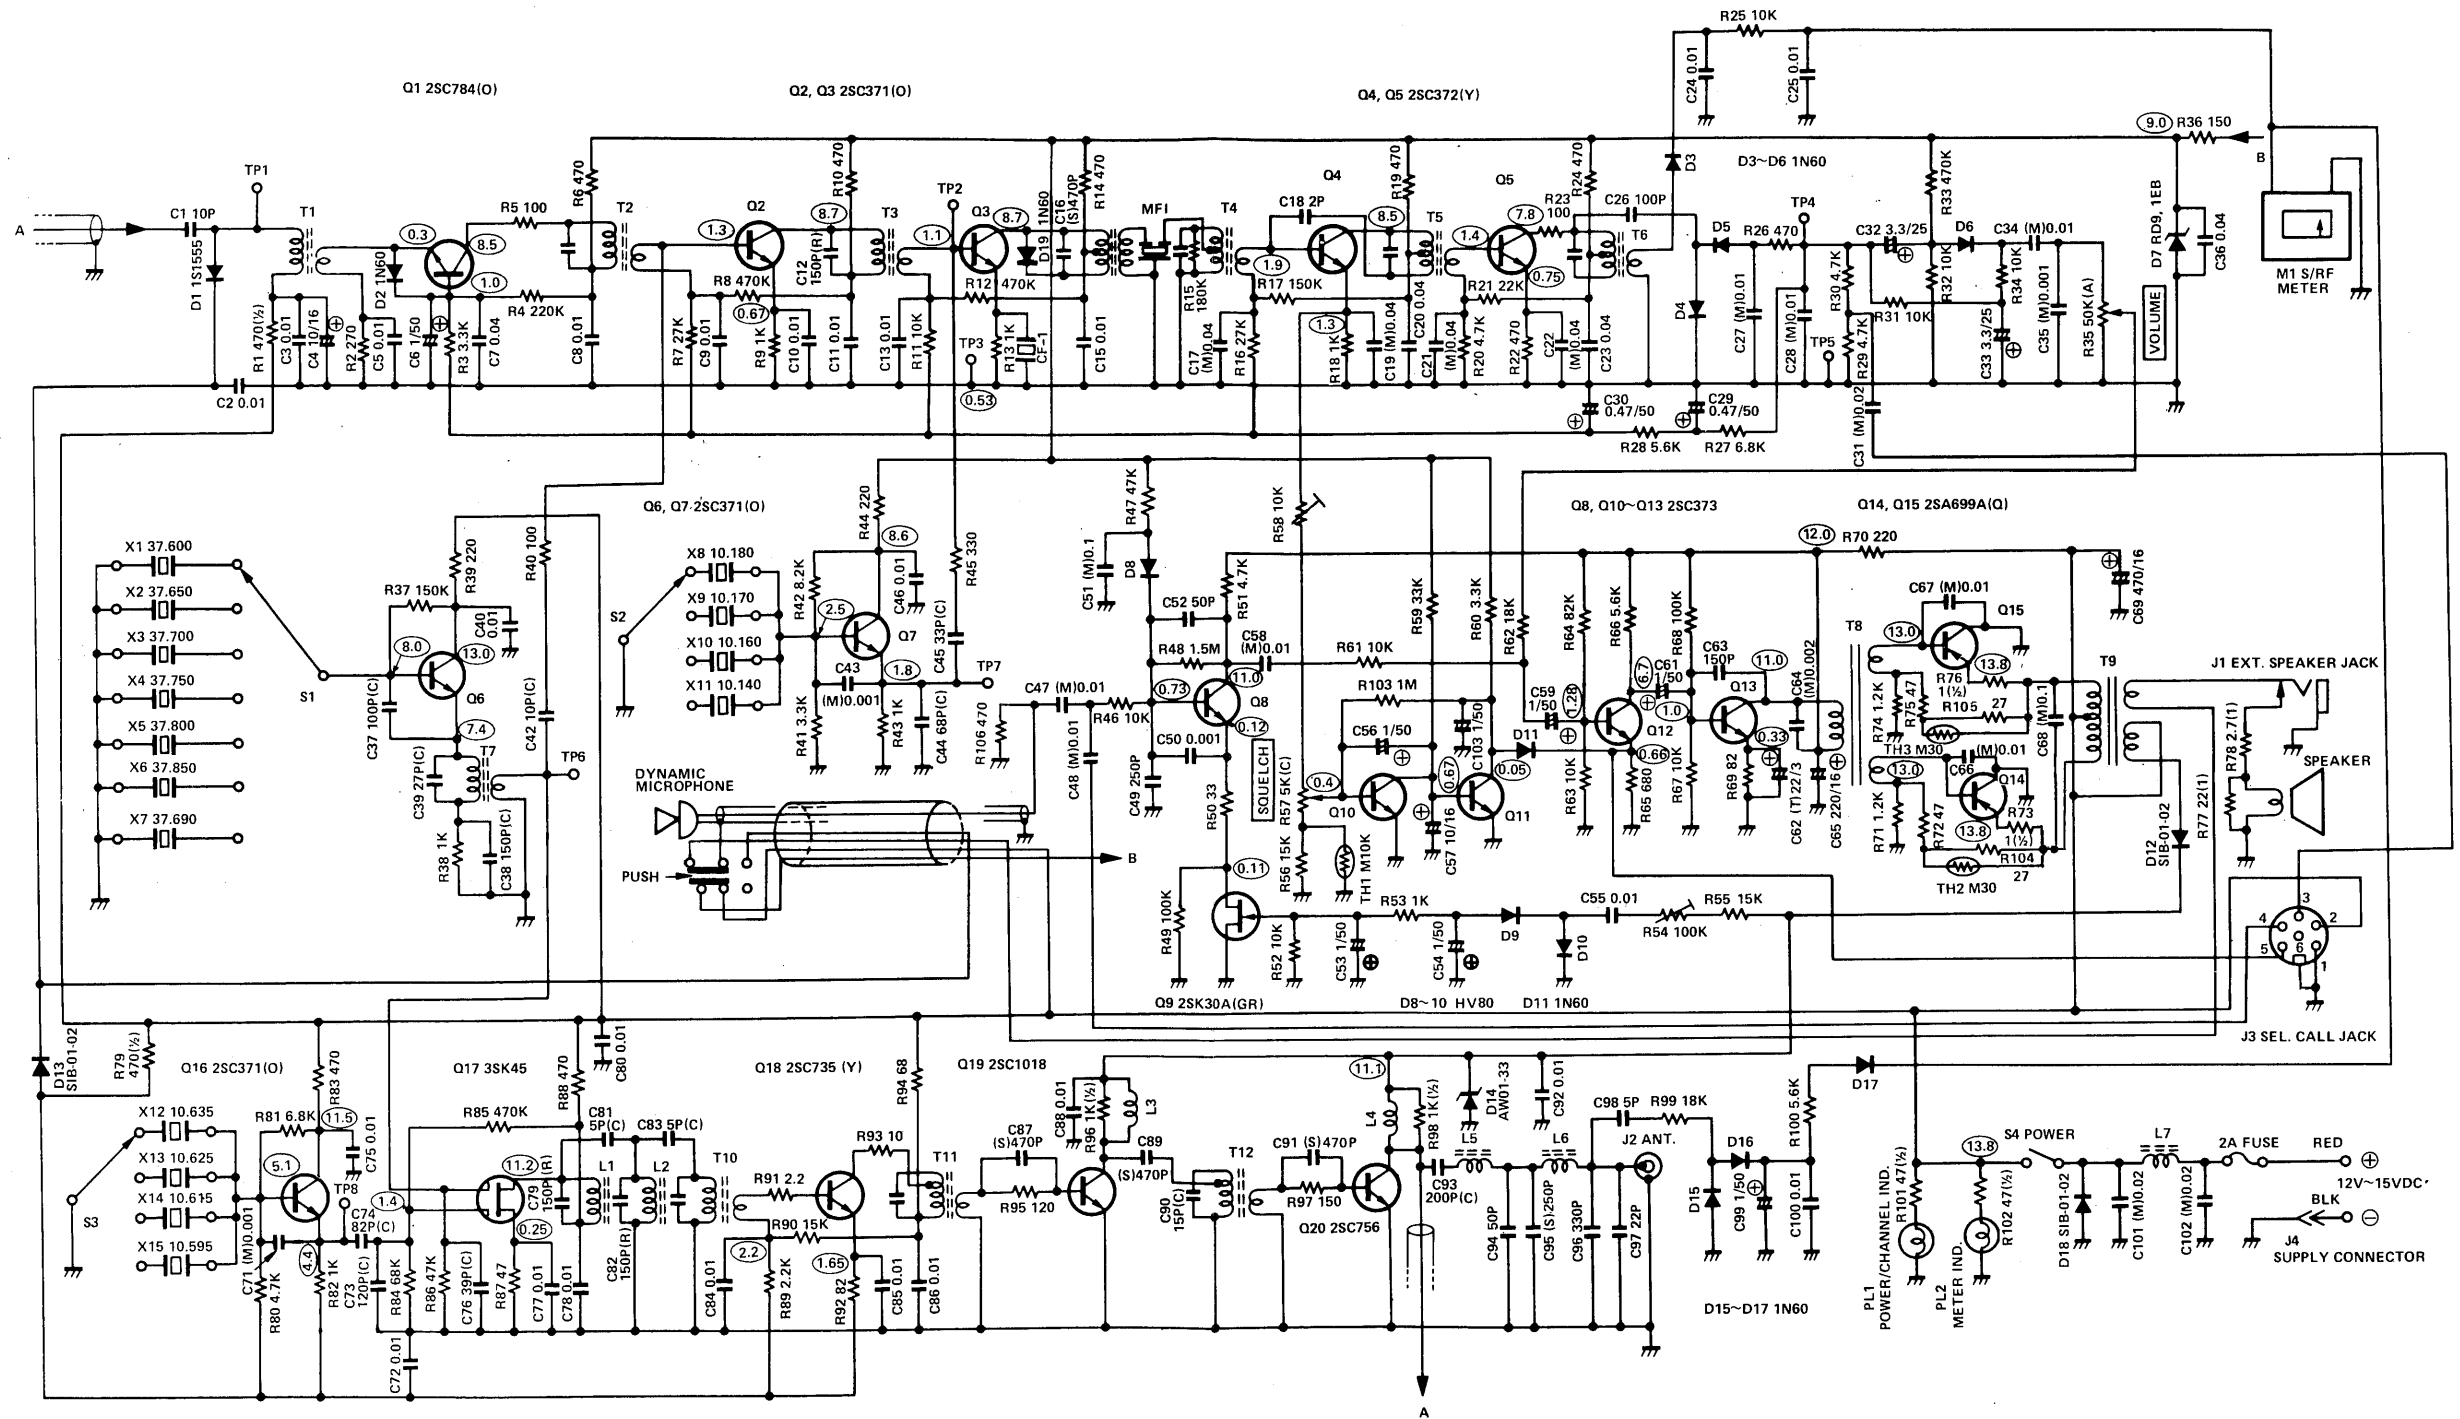 R25 10K
C24 0.01
C25 0.01
Q1 2SC784(O)
Q2, Q3 2SC371(O)
Q4, Q5 2SC372(Y)
D3~D6 1N60
9.0
R36 150
B
D3
A
C1 10P
TP1
T1
D1 1S1555
0.3
8.5
1.0
D2 1N60
R5 100
R6 470
T2
R4 220K
R1 470(½)
C3 0.01
C4 10/16
R2 270
C5 0.01
C6 1/50
R3 3.3K
C7 0.04
C8 0.01
C2 0.01
1.3
Q2
R10 470
8.7
C12 150P(R)
T3
R8 470K
0.67
R7 27K
C9 0.01
R9 1K
C10 0.01
C11 0.01
TP2
1.1
Q3
8.7
D19 1N60
C16 (S)470P
R14 470
MFI
T4
R12 470K
C13 0.01
R11 10K
TP3
0.53
R13 1K
CF-1
C15 0.01
R15 180K
C17 (M)0.04
R16 27K
C18 2P
Q4
1.9
R17 150K
1.3
R18 1K
C19 (M)0.04
8.5
R19 470
T5
C20 0.04
C21 (M)0.04
1.4
Q5
7.8
R23 100
0.75
R21 22K
R20 4.7K
R22 470
C22 (M)0.04
C23 0.04
R24 470
C26 100P
T6
D5
D4
R26 470
TP4
C27 (M)0.01
C28 (M)0.01
TP5
R30 4.7K
R29 4.7K
C32 3.3/25
R31 10K
R33 470K
R32 10K
D6
R34 10K
C33 3.3/25
C34 (M)0.01
C35 (M)0.001
R35 50K(A)
VOLUME
D7 RD9, 1EB
C36 0.04
M1 S/RF METER
C30 0.47/50
C29 0.47/50
R28 5.6K
R27 6.8K
C31 (M)0.02
X1 37.600
X2 37.650
X3 37.700
X4 37.750
X5 37.800
X6 37.850
X7 37.690
S1
R37 150K
R39 220
8.0
13.0
C40 0.01
Q6
C37 100P(C)
7.4
C39 27P(C)
T7
R38 1K
C38 150P(C)
R40 100
C42 10P(C)
TP6
Q6, Q7 2SC371(O)
S2
X8 10.180
X9 10.170
X10 10.160
X11 10.140
R44 220
8.6
R42 8.2K
C46 0.01
2.5
Q7
C43 (M)0.001
1.8
R41 3.3K
R43 1K
C44 68P(C)
R45 330
C45 33P(C)
TP7
DYNAMIC MICROPHONE
PUSH
B
R106 470
C47 (M)0.01
C48 (M)0.01
R46 10K
C51 (M)0.1
R47 47K
D8
C52 50P
R51 4.7K
R48 1.5M
C58 (M)0.01
0.73
11.0
Q8
0.12
C50 0.001
C49 250P
R50 33
0.11
R49 100K
SQUELCH
R58 10K
R57 5K(C)
R56 15K
TH1 M10K
0.4
Q10
R61 10K
R103 1M
C56 1/50
R59 33K
R60 3.3K
C103 1/50
0.67
C57 10/16
Q11
0.05
D11
R62 18K
C59 1/50
1.28
Q8, Q10~Q13 2SC373
R64 82K
R63 10K
R66 5.6K
6.7
C61 1/50
Q12
0.66
R65 680
R68 100K
1.0
R67 10K
C63 150P
Q13
11.0
0.33
R69 82
C62 (T)22/3
C64 (M)0.002
C65 220/16
Q14, Q15 2SA699A(Q)
12.0
R70 220
C69 470/16
T8
C67 (M)0.01
Q15
13.0
13.8
R76 1(½)
R74 1.2K
R75 47
R105 27
TH3 M30
C66 (M)0.01
13.0
Q14
13.8
R73 1(½)
R71 1.2K
R72 47
R104 27
TH2 M30
C68 (M)0.1
T9
D12 SIB-01-02
R77 22(1)
R78 2.7(1)
J1 EXT. SPEAKER JACK
SPEAKER
4
3
2
5
6
1
J3 SEL. CALL JACK
Q9 2SK30A(GR)
R52 10K
C53 1/50
R53 1K
C54 1/50
D9
D10
C55 0.01
R54 100K
R55 15K
D8~10 HV80
D11 1N60
D13 SIB-01-02
R79 470(½)
Q16 2SC371(O)
R83 470
X12 10.635
X13 10.625
X14 10.615
X15 10.595
S3
R81 6.8K
11.5
C75 0.01
5.1
TP8
C74 82P(C)
C71 (M)0.001
R80 4.7K
4.4
R82 1K
C73 120P(C)
R84 68K
C72 0.01
1.4
Q17 3SK45
R85 470K
R88 470
C80 0.01
11.2
0.25
R86 47K
C76 39P(C)
R87 47
C77 0.01
C78 0.01
C79 150P(R)
C81 5P(C)
L1
C82 150P(R)
C83 5P(C)
L2
T10
Q18 2SC735 (Y)
R91 2.2
R90 15K
2.2
C84 0.01
R89 2.2K
1.65
R92 82
R93 10
R94 68
C85 0.01
C86 0.01
T11
Q19 2SC1018
C87 (S)470P
R95 120
C88 0.01
R96 1K(½)
L3
C89 (S)470P
C90 15P(C)
T12
C91 (S)470P
R97 150
Q20 2SC756
11.1
L4
R98 1K(½)
D14 AW01-33
C92 0.01
C93 200P(C)
L5
L6
C94 50P
C95 (S)250P
C96 330P
C97 22P
C98 5P
R99 18K
J2 ANT.
D15
D16
C99 1/50
C100 0.01
R100 5.6K
D17
D15~D17 1N60
A
R101 47(½)
PL1 POWER/CHANNEL IND.
13.8
R102 47(½)
PL2 METER IND.
S4 POWER
D18 SIB-01-02
C101 (M)0.02
L7
C102 (M)0.02
2A FUSE
RED
12V~15VDC
BLK
J4
SUPPLY CONNECTOR